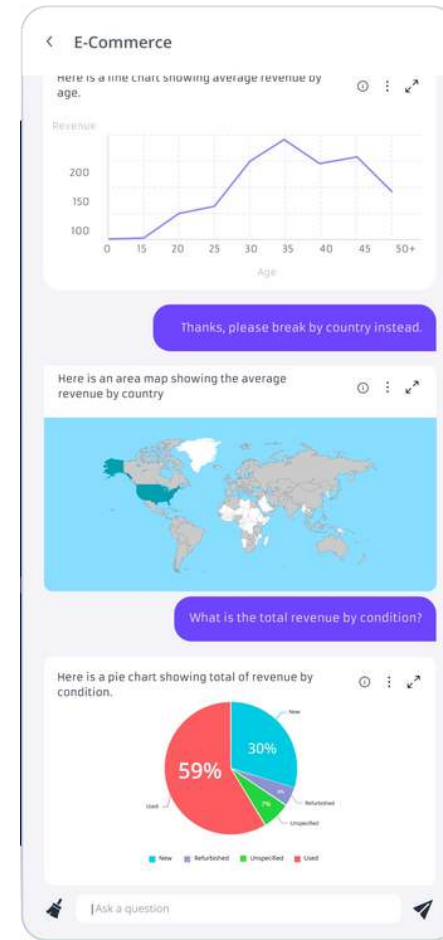 E-Commerce
Here is a line chart showing average revenue by
age.
Revenue
200
150
100
0 15 20 25 30 35 40 45 50+
Age
Thanks, please break by country instead.
Here is an area map showing the average
revenue by country
What is the total revenue by condition?
Here is a pie chart showing total of revenue by
condition.
New
30%
59%
7%
Used
Refurbished
Unspecified
New Refurbished Unspecified Used
Ask a question